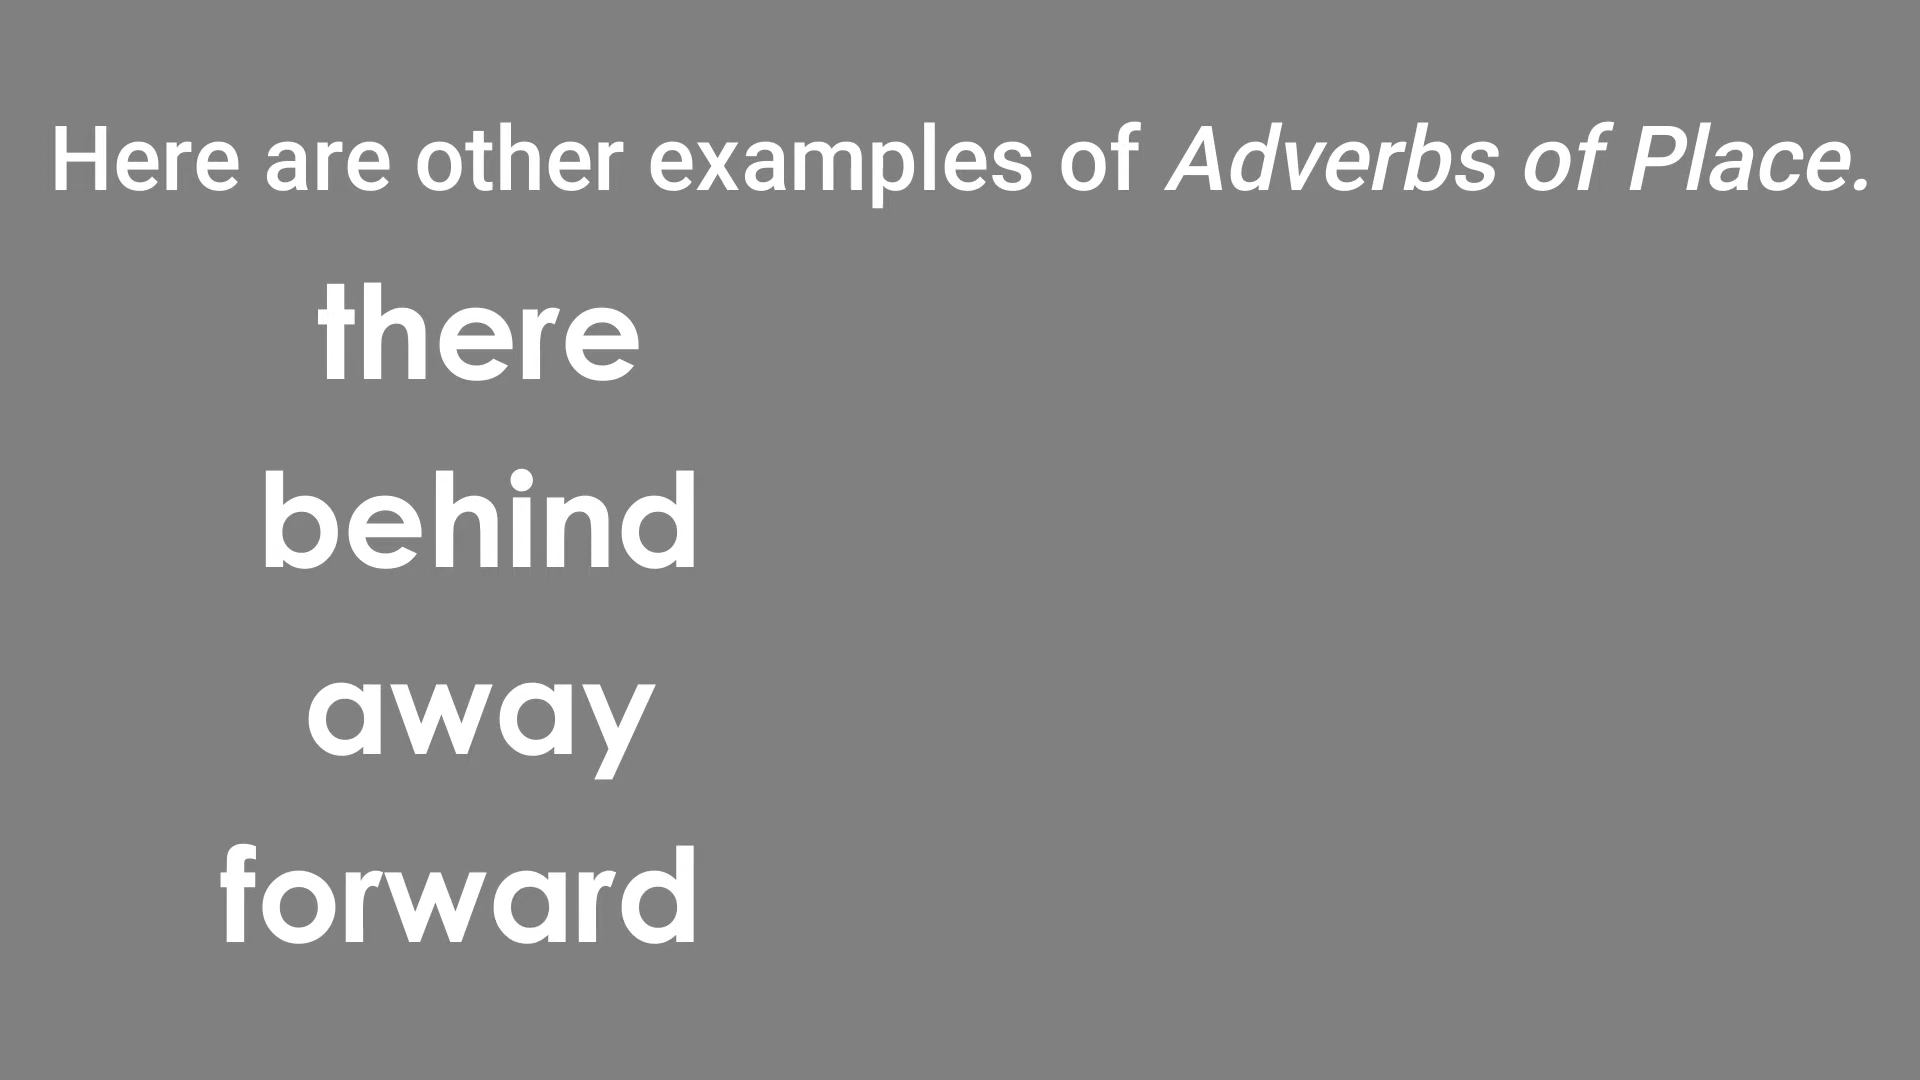 Here are other examples of Adverbs of Place.
there
behind
away
forward